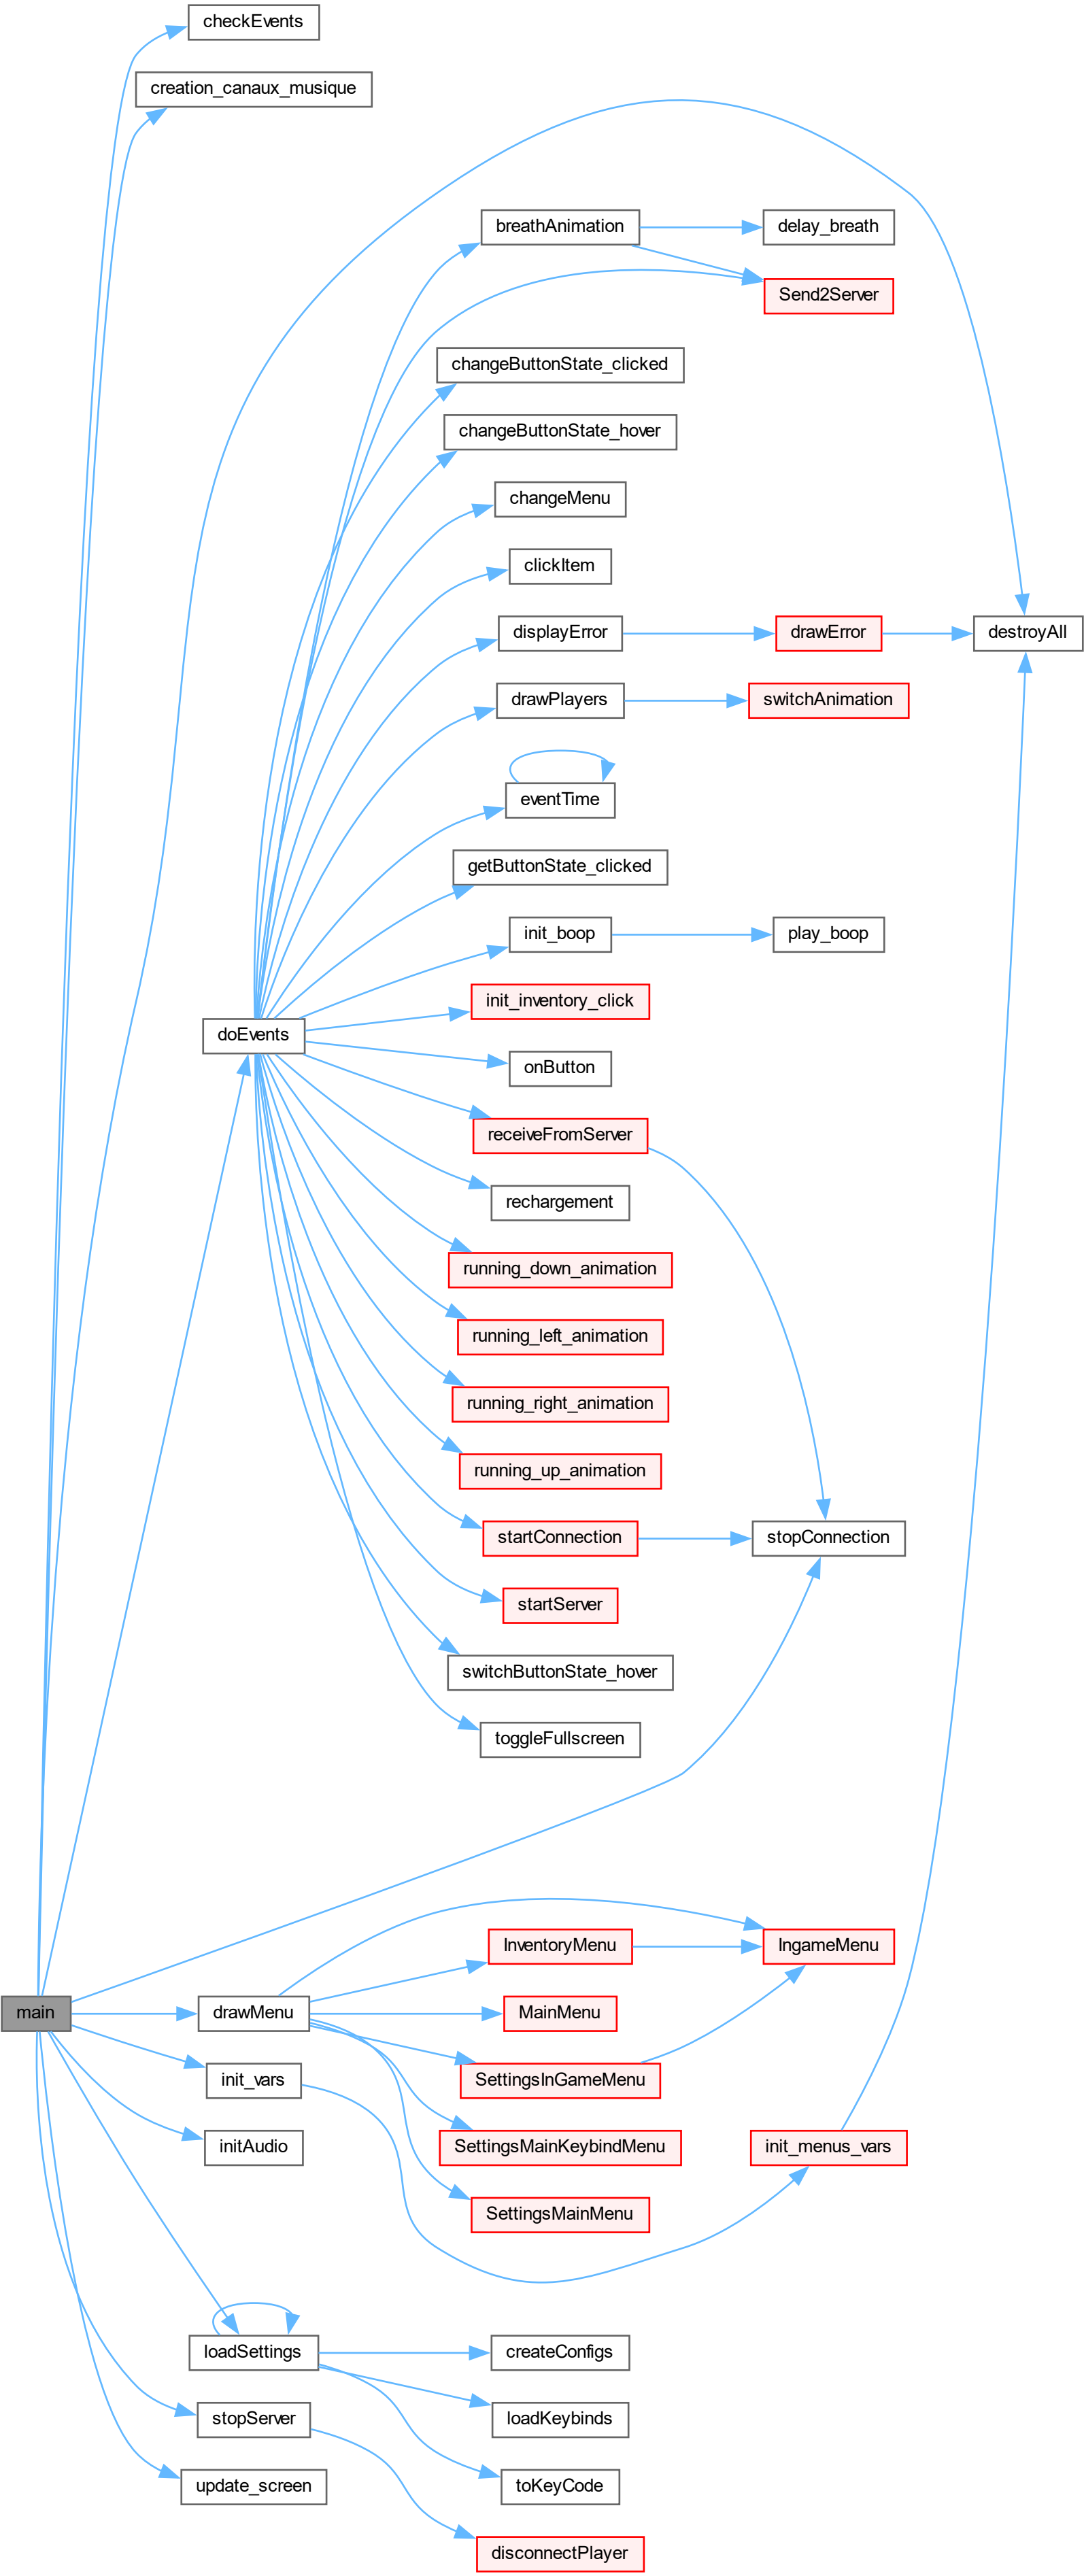 checkEvents
creation_canaux_musique
breathAnimation
delay_breath
Send2Server
changeButtonState_clicked
changeButtonState_hover
changeMenu
clickItem
displayError
drawError
destroyAll
drawPlayers
switchAnimation
eventTime
getButtonState_clicked
init_boop
play_boop
init_inventory_click
doEvents
onButton
receiveFromServer
rechargement
running_down_animation
running_left_animation
running_right_animation
running_up_animation
startConnection
stopConnection
startServer
switchButtonState_hover
toggleFullscreen
InventoryMenu
IngameMenu
main
drawMenu
MainMenu
init_vars
SettingsInGameMenu
initAudio
SettingsMainKeybindMenu
init_menus_vars
SettingsMainMenu
loadSettings
createConfigs
stopServer
loadKeybinds
update_screen
toKeyCode
disconnectPlayer